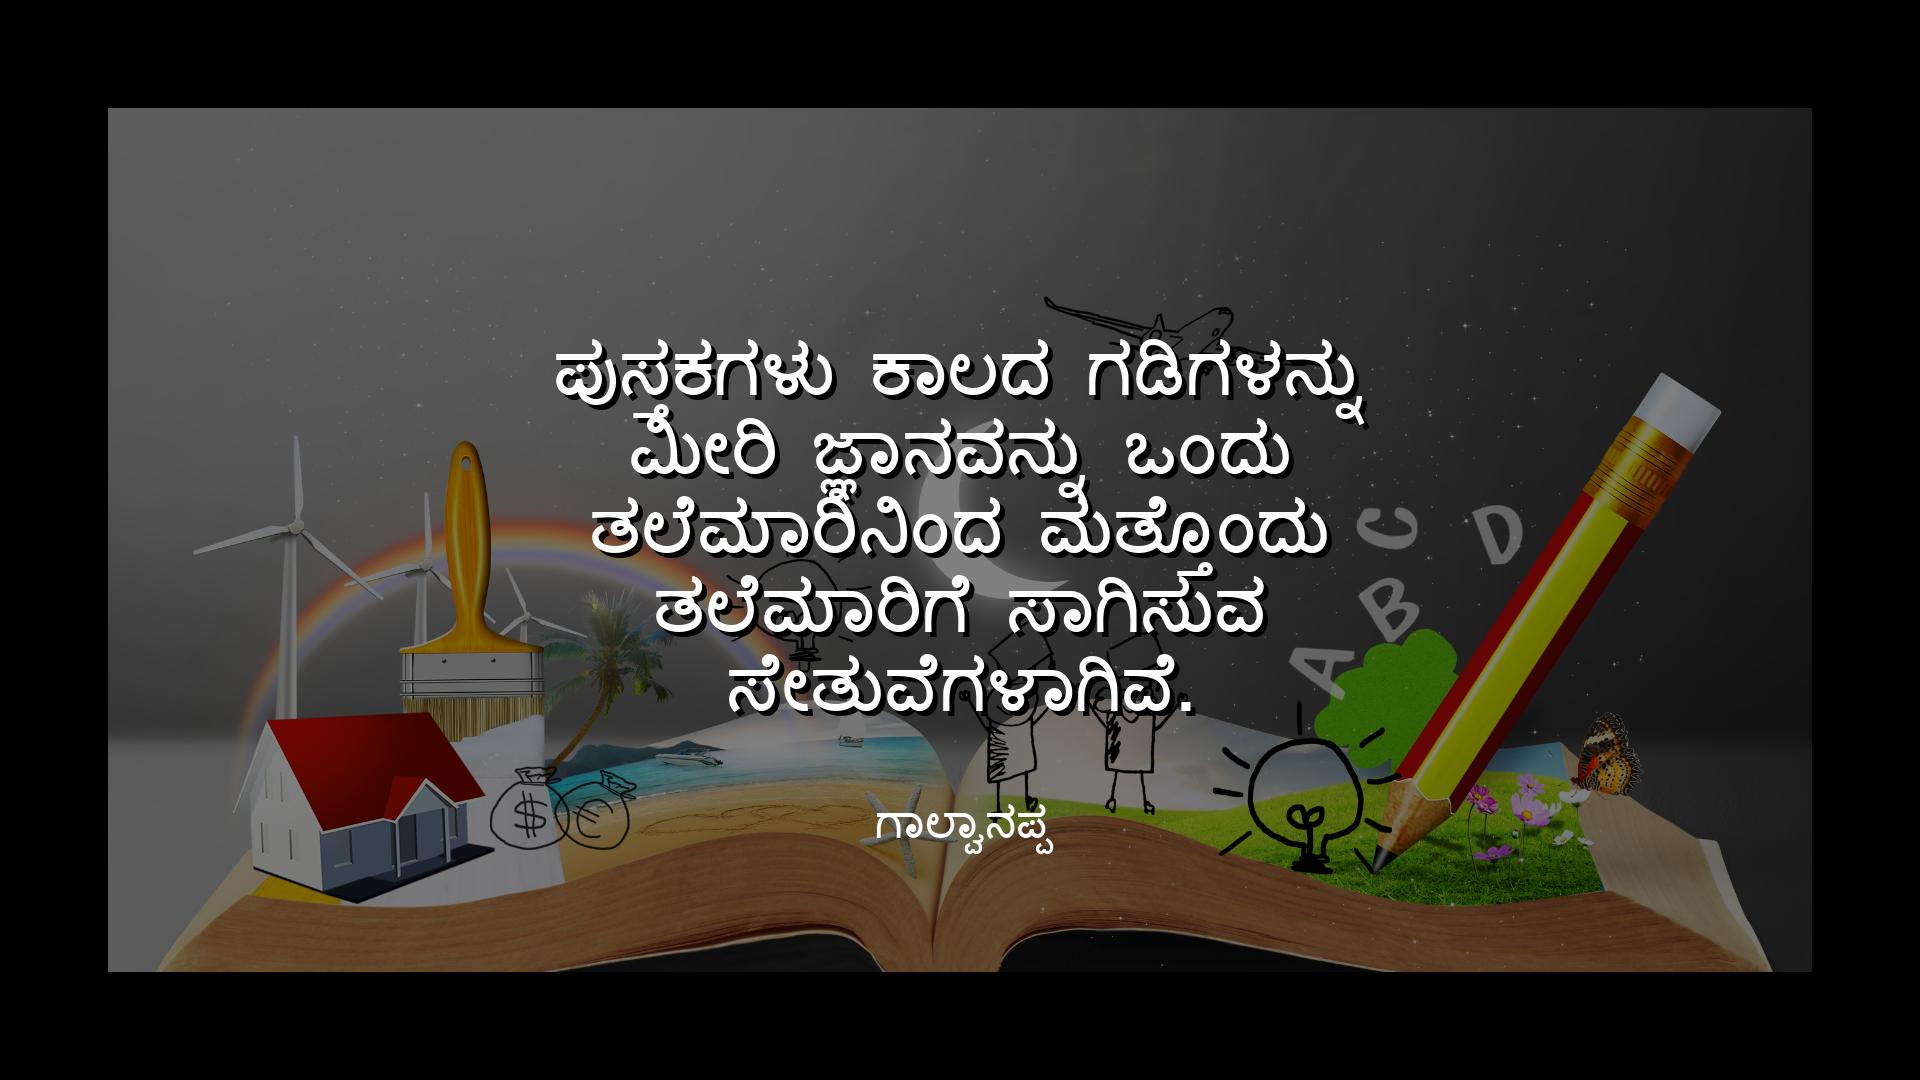 ಪುಸ್ತಕಗಳು ಕಾಲದ ಗಡಿಗಳನ್ನು
ಮೀರಿ ಜ್ಞಾನವನ್ನು ಒಂದು
ತಲೆಮಾರಿನಿಂದ ಮತ್ತೊಂದು
ತಲೆಮಾರಿಗೆ ಸಾಗಿಸುವ
ಸೇತುವೆಗಳಾಗಿವೆ.
ಗಾಲ್ವಾನಪ್ಪ
A B C D
$ €